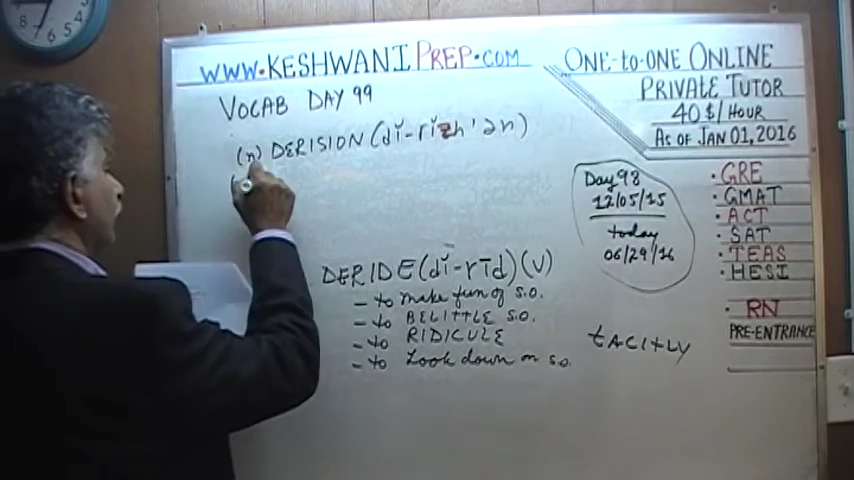 WWW.KESHWANIPREP.COM
VOCAB DAY 99
(n) DERISION (dĭ-rĭzh'ən)
DERIDE (dĭ-rīd) (V)
- to make fun of s.o.
- to BELITTLE s.o.
- to RIDICULE
- to Look down on s.o.
tACItLY
Day 98
12/05/15
today
06/29/16
ONE-to-ONE ONLINE
PRIVATE TUTOR
40$/HOUR
AS OF JAN 01, 2016
• GRE
• GMAT
• ACT
• SAT
• TEAS
• HESI
• RN
PRE-ENTRANCE